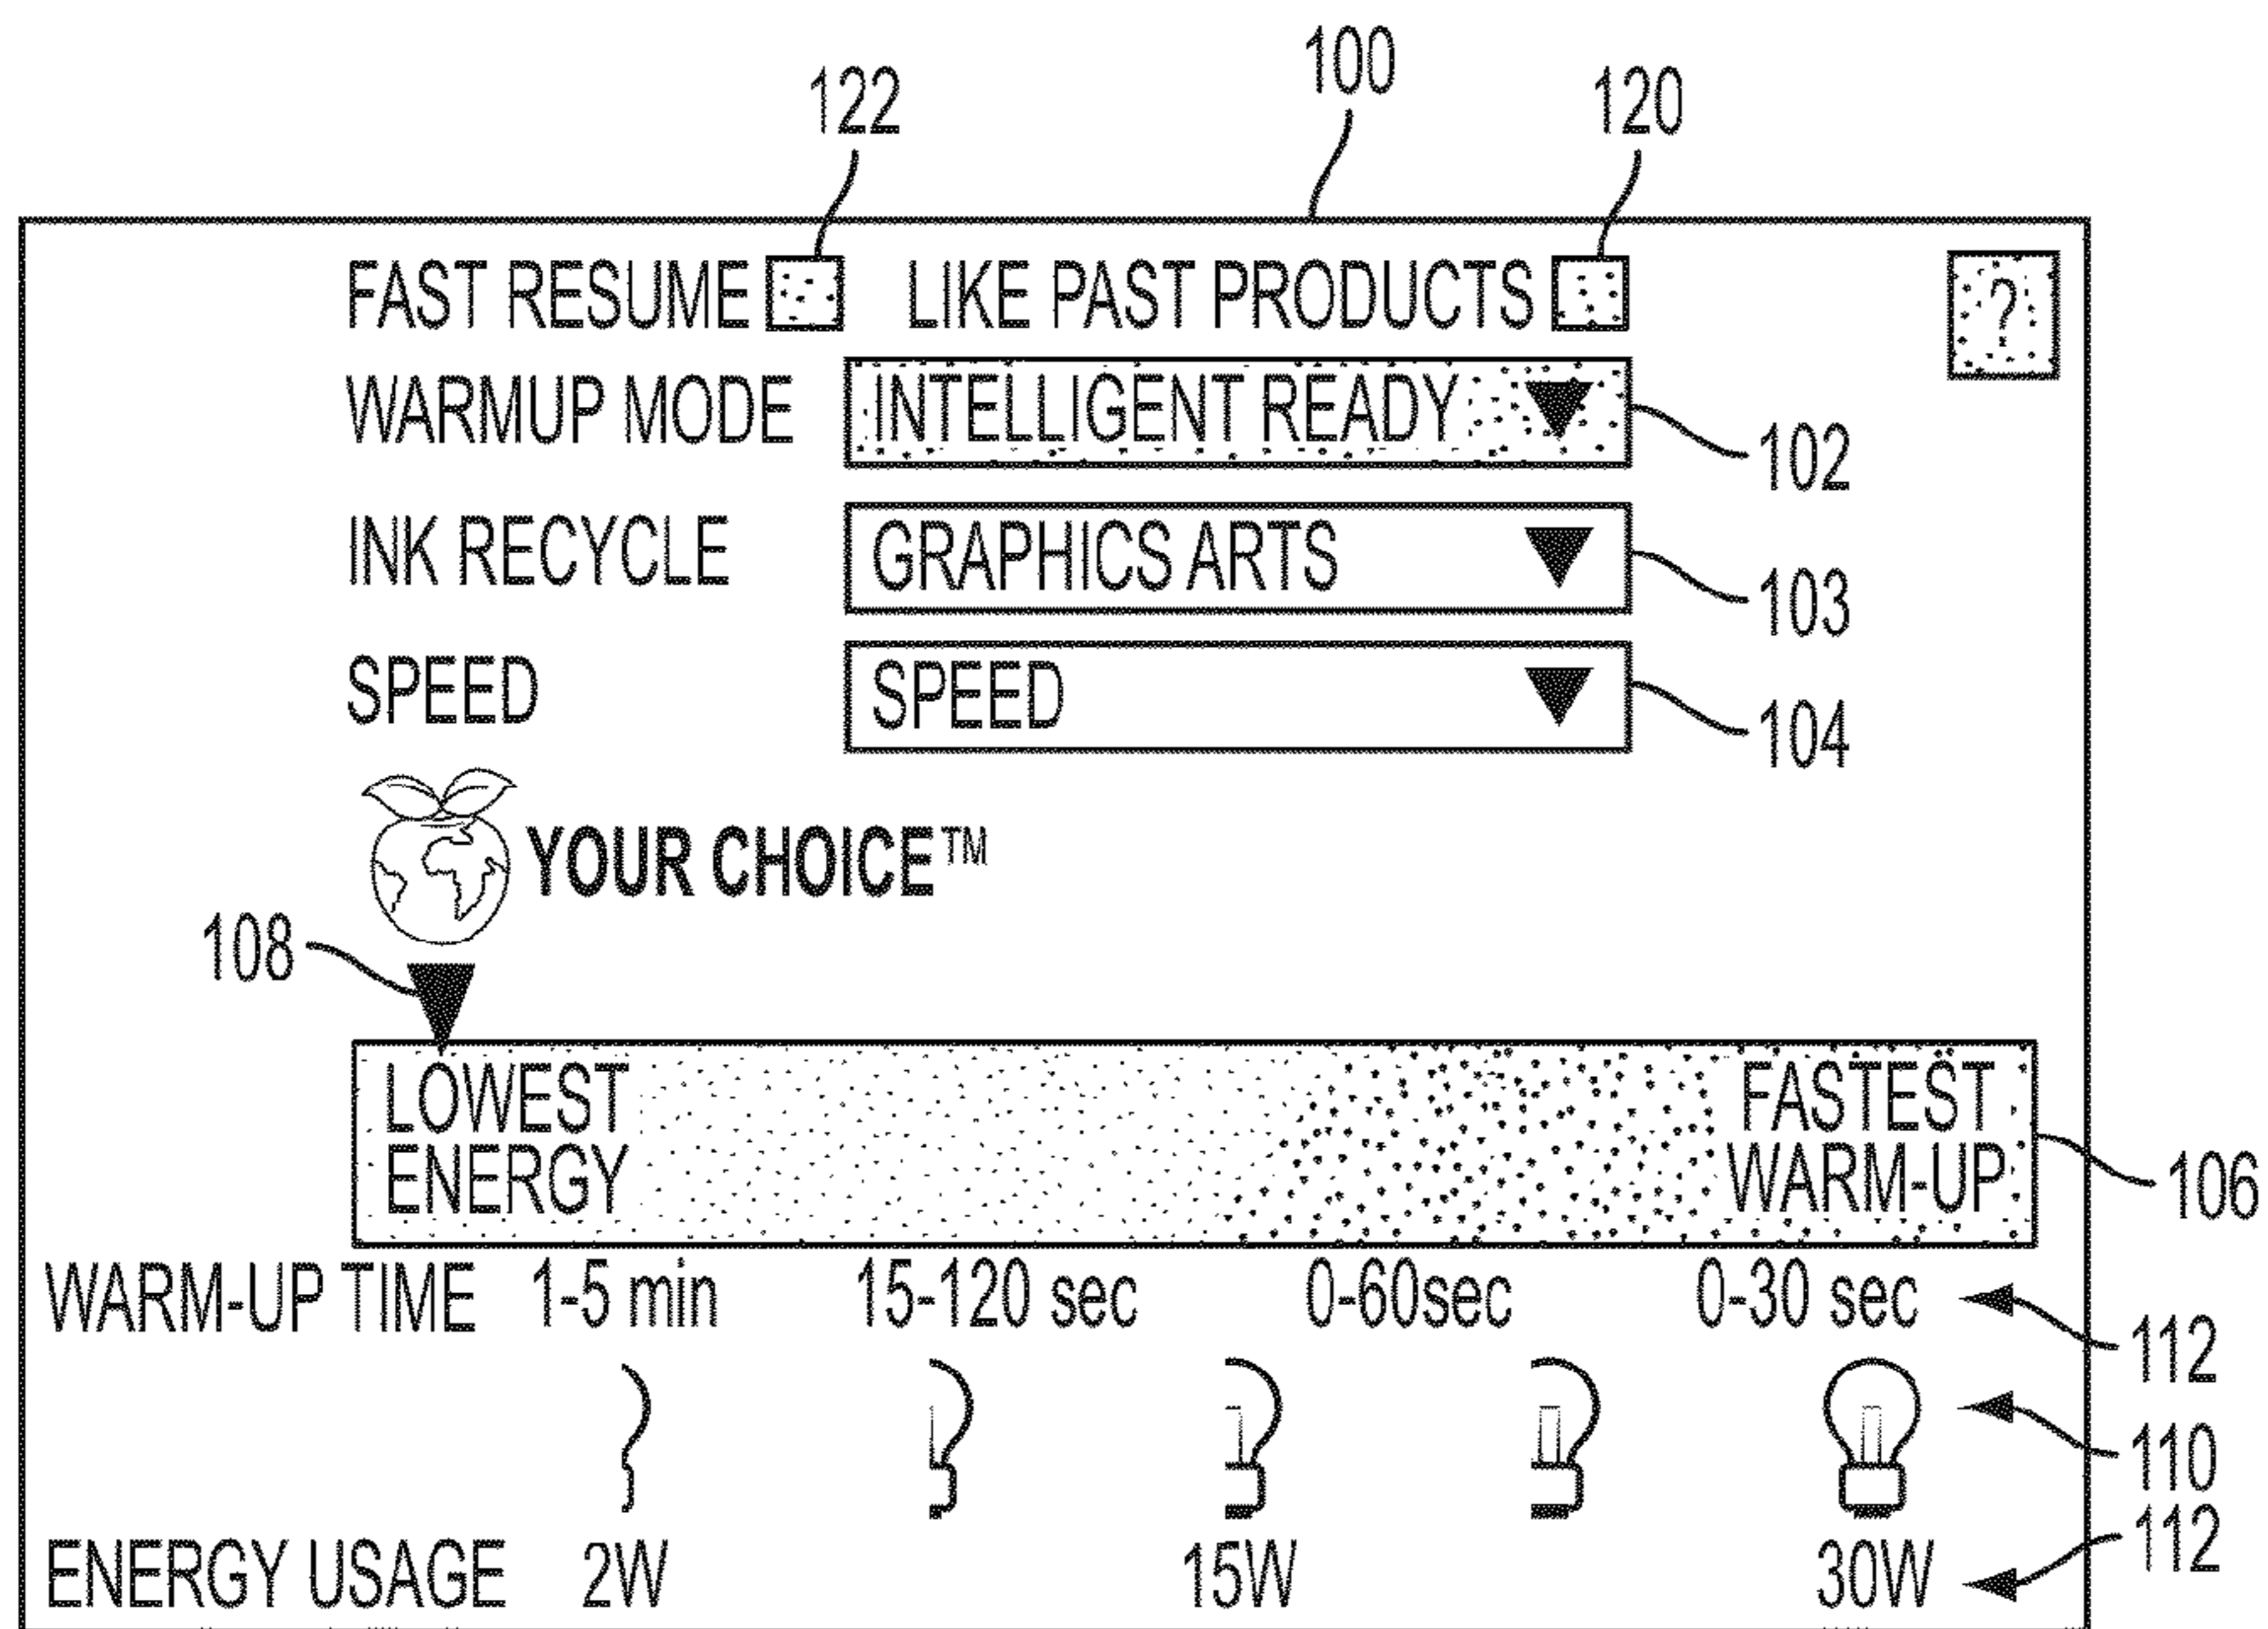 100
122
120
FAST RESUME LIKE PAST PRODUCTS ?
WARMUP MODE INTELLIGENT READY
102
INK RECYCLE GRAPHICS ARTS
103
SPEED SPEED
104
YOUR CHOICE™
108
LOWEST ENERGY
FASTEST WARM-UP
106
WARM-UP TIME 1-5 min 15-120 sec 0-60sec 0-30 sec
112
110
112
ENERGY USAGE 2W 15W 30W